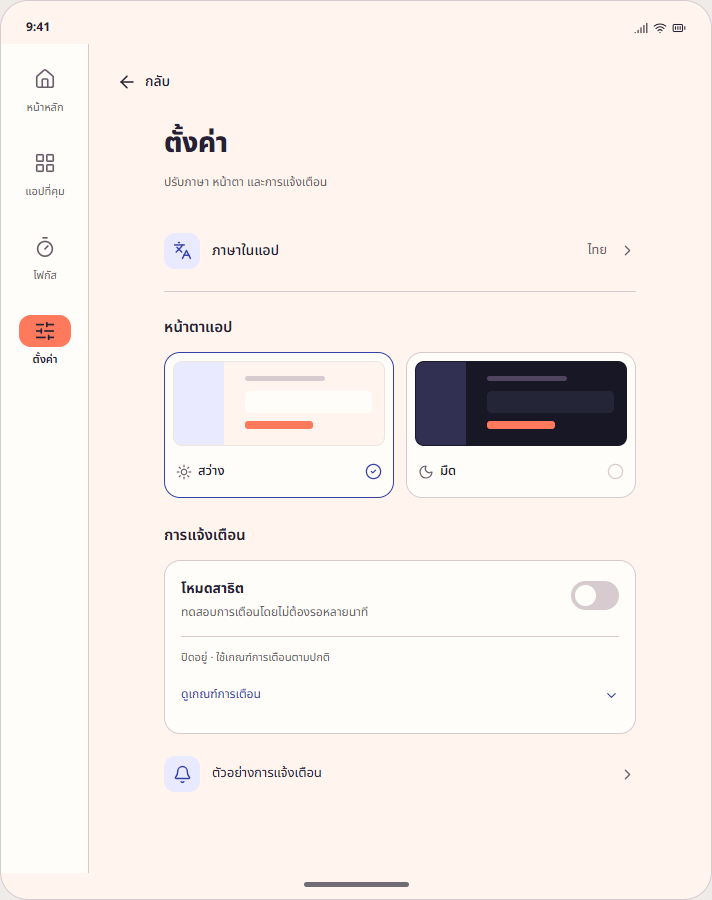 9:41
หน้าหลัก
แอปที่คุม
โฟกัส
ตั้งค่า
กลับ
ตั้งค่า
ปรับภาษา หน้าตา และการแจ้งเตือน
ภาษาในแอป
ไทย
หน้าตาแอป
สว่าง
มืด
การแจ้งเตือน
โหมดสาธิต
ทดสอบการเตือนโดยไม่ต้องรอหลายนาที
ปิดอยู่ · ใช้เกณฑ์การเตือนตามปกติ
ดูเกณฑ์การเตือน
ตัวอย่างการแจ้งเตือน